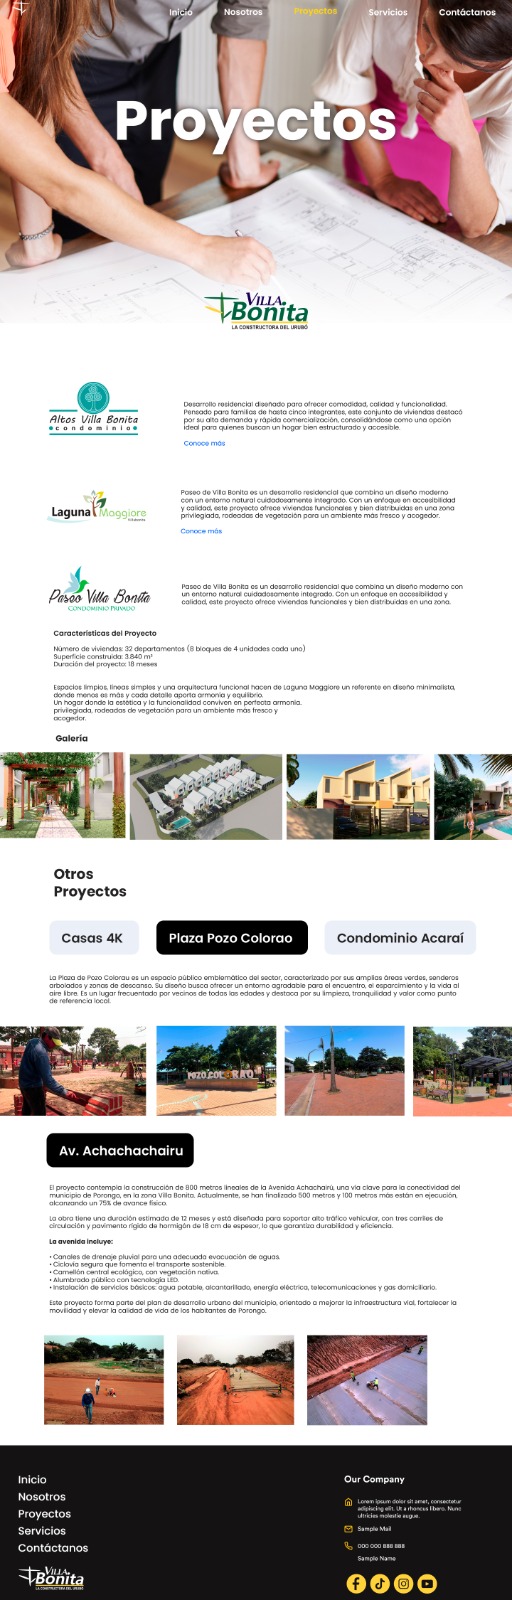 Inicio
Nosotros
Proyectos
Servicios
Contáctanos
Proyectos
VILLA
Bonita
LA CONSTRUCTORA DEL URUBÓ
Altos Villa Bonita
condominio
Desarrollo residencial diseñado para ofrecer comodidad, calidad y funcionalidad.
Pensado para familias de hasta cinco integrantes, este conjunto de viviendas destacó
por su alta demanda y rápida comercialización, consolidándose como una opción
ideal para quienes buscan un hogar bien estructurado y accesible.
Conoce más
Laguna Maggiore
Paseo de Villa Bonita es un desarrollo residencial que combina un diseño moderno
con un entorno natural cuidadosamente integrado. Con un enfoque en accesibilidad
y calidad, este proyecto ofrece viviendas funcionales y bien distribuidas en una zona
privilegiada, rodeadas de vegetación para un ambiente más fresco y acogedor.
Conoce más
Paseo Villa Bonita
CONDOMINIO PRIVADO
Paseo de Villa Bonita es un desarrollo residencial que combina un diseño moderno con
un entorno natural cuidadosamente integrado. Con un enfoque en accesibilidad y
calidad, este proyecto ofrece viviendas funcionales y bien distribuidas en una zona.
Características del Proyecto
Número de viviendas: 32 departamentos (8 bloques de 4 unidades cada uno)
Superficie construida: 3.840 m²
Duración del proyecto: 18 meses
Espacios limpios, líneas simples y una arquitectura funcional hacen de Laguna Maggiore un referente en diseño minimalista,
donde menos es más y cada detalle aporta armonía y equilibrio.
Un hogar donde la estética y la funcionalidad conviven en perfecta armonía.
privilegiada, rodeadas de vegetación para un ambiente más fresco y
acogedor.
Galería
Otros
Proyectos
Casas 4K
Plaza Pozo Colorao
Condominio Acaraí
La Plaza de Pozo Colorau es un espacio público emblemático del sector, caracterizado por sus amplias áreas verdes, senderos
arbolados y zonas de descanso. Su diseño busca ofrecer un entorno agradable para el encuentro, el esparcimiento y la vida al
aire libre. Es un lugar frecuentado por vecinos de todas las edades y destaca por su limpieza, tranquilidad y valor como punto
de referencia local.
POZO COLORAO
Av. Achachachairu
El proyecto contempla la construcción de 800 metros lineales de la Avenida Achachairú, una vía clave para la conectividad del
municipio de Porongo, en la zona Villa Bonita. Actualmente, se han finalizado 500 metros y 100 metros más están en ejecución,
alcanzando un 75% de avance físico.
La obra tiene una duración estimada de 12 meses y está diseñada para soportar alto tráfico vehicular, con tres carriles de
circulación y pavimento rígido de hormigón de 18 cm de espesor, lo que garantiza durabilidad y eficiencia.
La avenida incluye:
• Canales de drenaje pluvial para una adecuada evacuación de aguas.
• Ciclovía segura que fomenta el transporte sostenible.
• Camellón central ecológico, con vegetación nativa.
• Alumbrado público con tecnología LED.
• Instalación de servicios básicos: agua potable, alcantarillado, energía eléctrica, telecomunicaciones y gas domiciliario.
Este proyecto forma parte del plan de desarrollo urbano del municipio, orientado a mejorar la infraestructura vial, fortalecer la
movilidad y elevar la calidad de vida de los habitantes de Porongo.
Inicio
Nosotros
Proyectos
Servicios
Contáctanos
VILLA
Bonita
LA CONSTRUCTORA DEL URUBÓ
Our Company
Lorem ipsum dolor sit amet, consectetur
adipiscing elit. Ut a rhoncus libero. Nunc
ultricies molestie augue.
Sample Mail
000 000 888 888
Sample Name